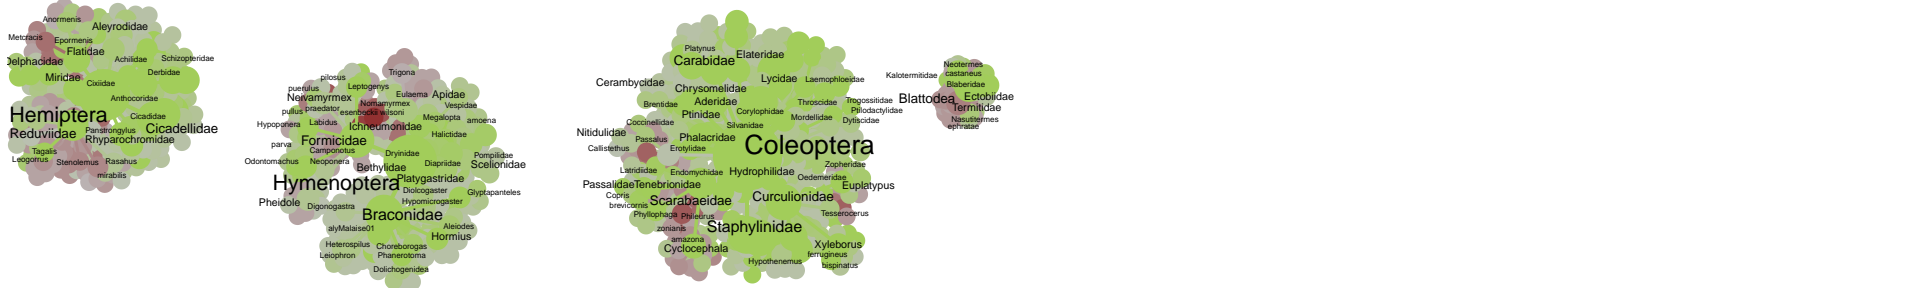 Anormenis
Aleyrodidae
Metcracis
Epormenis
Flatidae
Delphacidae
Achilidae
Schizopteridae
Miridae
Derbidae
Cixiidae
Anthocoridae
Hemiptera
Cicadidae
Reduviidae
Panstrongylus
Cicadellidae
Rhyparochromidae
Tagalis
Leogorrus
Stenolemus
Rasahus
mirabilis
Trigona
pilosus
puerulus
Leptogenys
Neivamyrmex
Eulaema
Apidae
Nomamyrmex
Vespidae
pullus
praedator
esenbeckii wilsoni
Megalopta
amoena
Hypoponera
Labidus
Ichneumonidae
Halictidae
parva
Formicidae
Camponotus
Dryinidae
Odontomachus
Neoponera
Diapriidae
Pompilidae
Bethylidae
Scelionidae
Hymenoptera
Platygastridae
Diolcogaster
Glyptapanteles
Pheidole
Digonogastra
Hypomicrogaster
Braconidae
alyMalaise01
Aleiodes
Hormius
Heterospilus
Choreborogas
Leiophron
Phanerotoma
Dolichogenidea
Platynus
Elateridae
Carabidae
Cerambycidae
Lycidae
Laemophloeidae
Chrysomelidae
Brentidae
Aderidae
Throscidae
Trogossitidae
Ptinidae
Corylophidae
Mordellidae
Ptilodactylidae
Coccinellidae
Silvanidae
Dytiscidae
Nitidulidae
Passalus
Phalacridae
Callistethus
Erotylidae
Coleoptera
Latridiidae
Endomychidae
Hydrophilidae
Zopheridae
Oedemeridae
Passalidae
Tenebrionidae
Euplatypus
Copris
brevicornis
Scarabaeidae
Curculionidae
Phyllophaga
Phileurus
Tesserocerus
zonianis
Staphylinidae
amazona
Cyclocephala
Xyleborus
ferrugineus
Hypothenemus
bispinatus
Neotermes
Kalotermitidae
castaneus
Blaberidae
Blattodea
Ectobiidae
Termitidae
Nasutitermes
ephratae